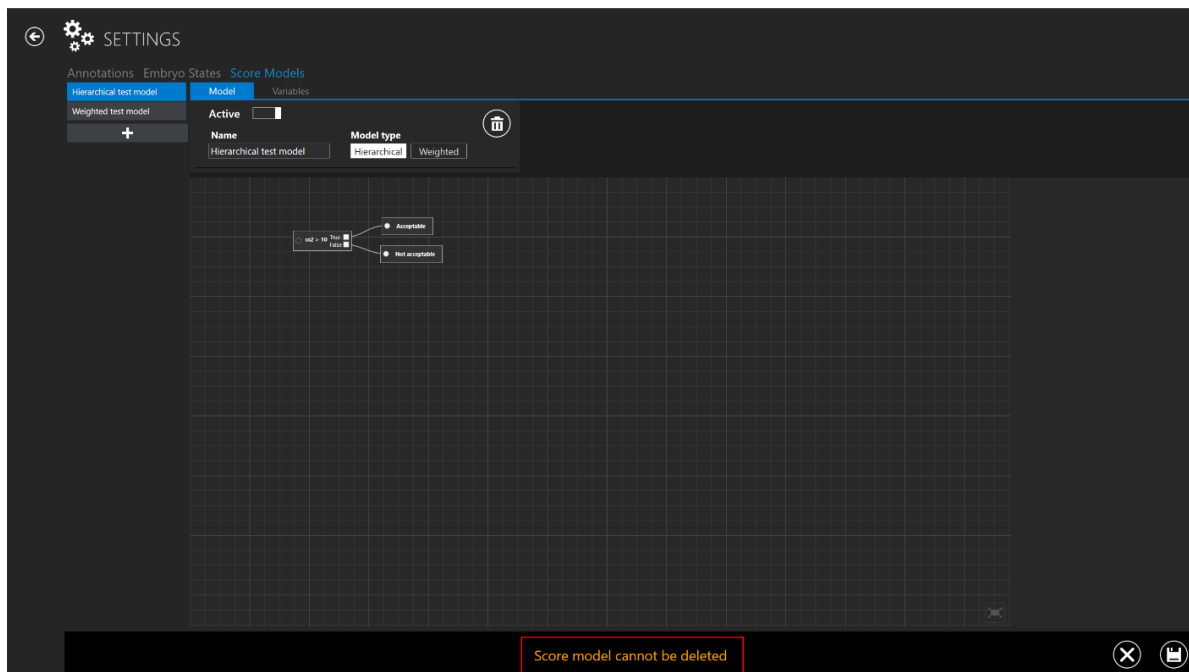 SETTINGS
Annotations Embryo States Score Models
Hierarchical test model
Weighted test model
Model Variables
Active
Name Model type
Hierarchical test model Hierarchical Weighted
> 10 True
False
Acceptable
Not acceptable
Score model cannot be deleted